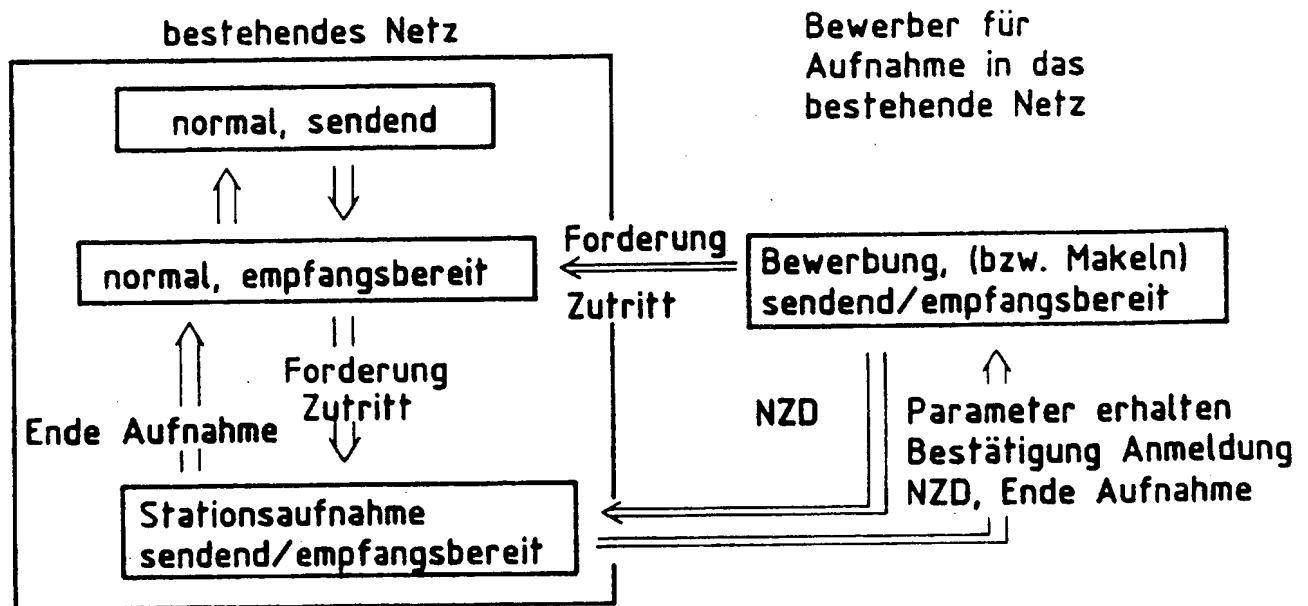 bestehendes Netz
Bewerber für
Aufnahme in das
bestehende Netz
normal, sendend
normal, empfangsbereit
Forderung
Zutritt
Bewerbung, (bzw. Makeln)
sendend/empfangsbereit
Forderung
Zutritt
Ende Aufnahme
NZD
Parameter erhalten
Bestätigung Anmeldung
NZD, Ende Aufnahme
Stationsaufnahme
sendend/empfangsbereit